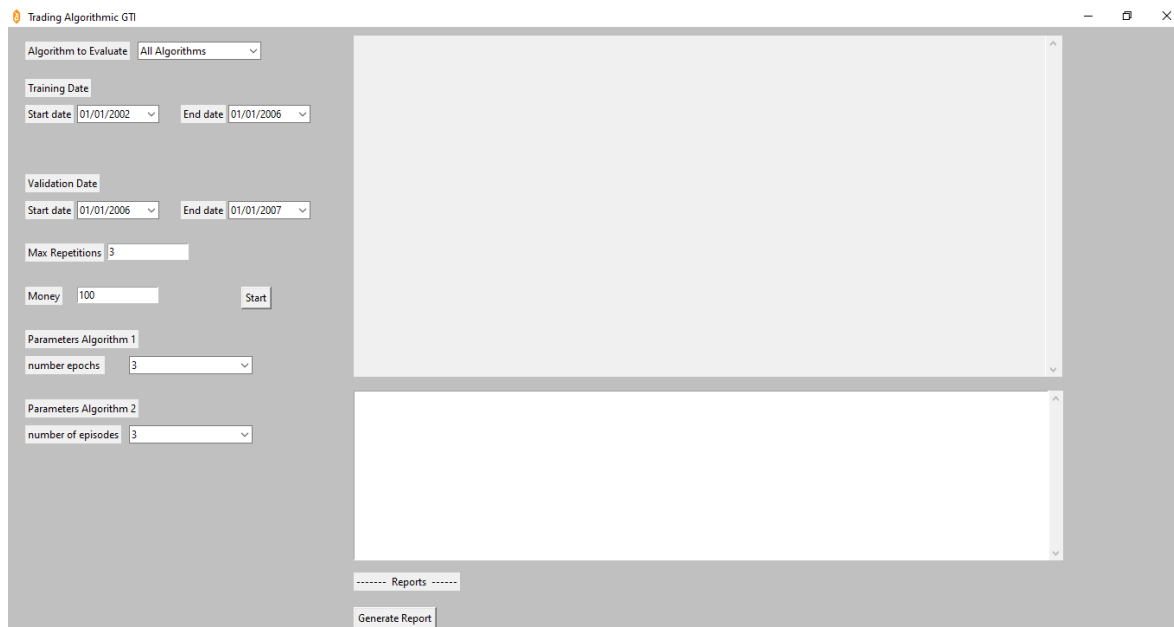 Trading Algorithmic GTI
Algorithm to Evaluate All Algorithms
Training Date
Start date 01/01/2002 End date 01/01/2006
Validation Date
Start date 01/01/2006 End date 01/01/2007
Max Repetitions 3
Money 100 Start
Parameters Algorithm 1
number epochs 3
Parameters Algorithm 2
number of episodes 3
------- Reports ------
Generate Report